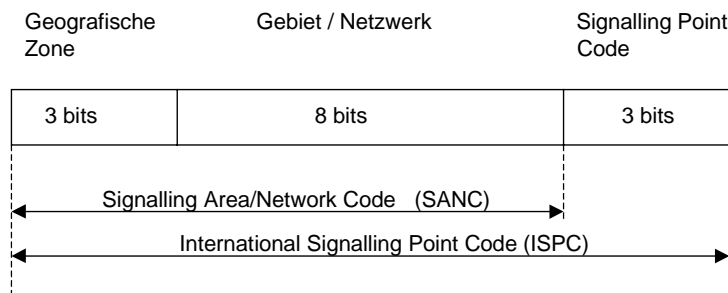 Geografische
Zone
Gebiet / Netzwerk
Signalling Point
Code
3 bits
8 bits
3 bits
Signalling Area/Network Code (SANC)
International Signalling Point Code (ISPC)